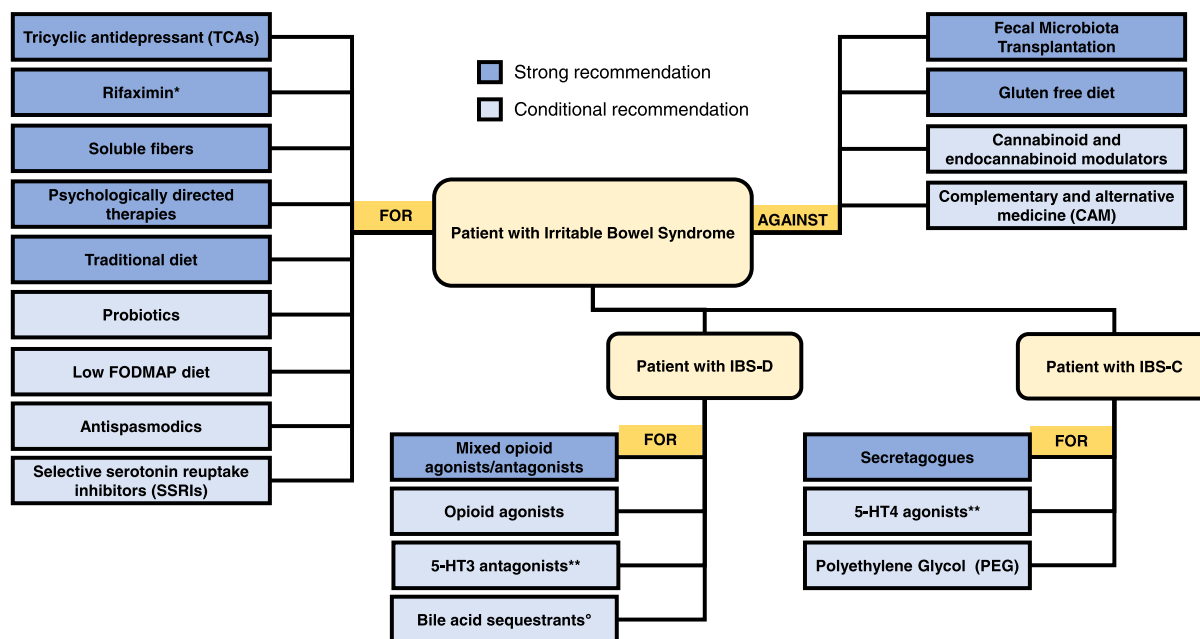 Tricyclic antidepressant (TCAs)
Rifaximin*
Soluble fibers
Psychologically directed
therapies
Traditional diet
Probiotics
Low FODMAP diet
Antispasmodics
Selective serotonin reuptake
inhibitors (SSRIs)
FOR
Strong recommendation
Conditional recommendation
Patient with Irritable Bowel Syndrome
AGAINST
Fecal Microbiota
Transplantation
Gluten free diet
Cannabinoid and
endocannabinoid modulators
Complementary and alternative
medicine (CAM)
Patient with IBS-D
FOR
Mixed opioid
agonists/antagonists
Opioid agonists
5-HT3 antagonists**
Bile acid sequestrants°
Patient with IBS-C
FOR
Secretagogues
5-HT4 agonists**
Polyethylene Glycol (PEG)